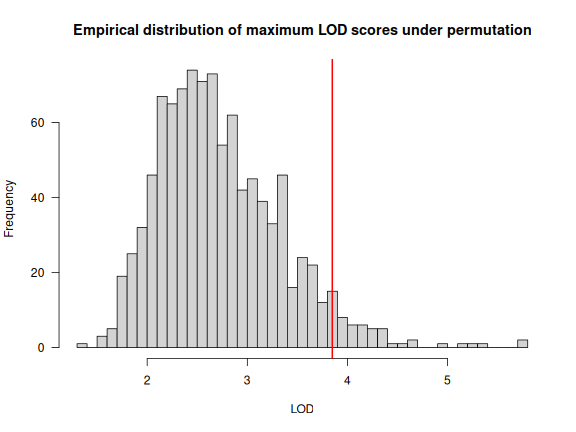 Empirical distribution of maximum LOD scores under permutation
Frequency
60
40
20
0
2 3 4 5
LOD